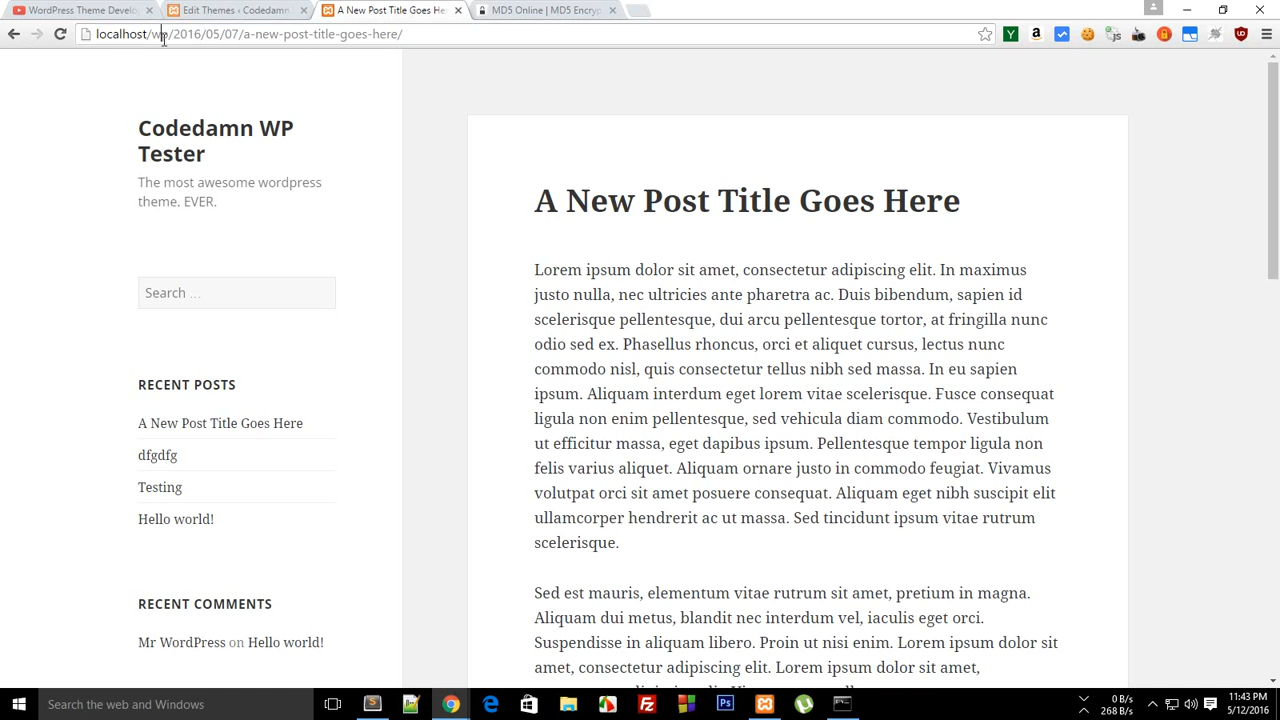 WordPress Theme Develo
Edit Themes ‹ Codedamn
A New Post Title Goes He
MD5 Online | MD5 Encryp
localhost/wp/2016/05/07/a-new-post-title-goes-here/
Codedamn WP
Tester
The most awesome wordpress
theme. EVER.
Search …
RECENT POSTS
A New Post Title Goes Here
dfgdfg
Testing
Hello world!
RECENT COMMENTS
Mr WordPress on Hello world!
A New Post Title Goes Here
Lorem ipsum dolor sit amet, consectetur adipiscing elit. In maximus
justo nulla, nec ultricies ante pharetra ac. Duis bibendum, sapien id
scelerisque pellentesque, dui arcu pellentesque tortor, at fringilla nunc
odio sed ex. Phasellus rhoncus, orci et aliquet cursus, lectus nunc
commodo nisl, quis consectetur tellus nibh sed massa. In eu sapien
ipsum. Aliquam interdum eget lorem vitae scelerisque. Fusce consequat
ligula non enim pellentesque, sed vehicula diam commodo. Vestibulum
ut efficitur massa, eget dapibus ipsum. Pellentesque tempor ligula non
felis varius aliquet. Aliquam ornare justo in commodo feugiat. Vivamus
volutpat orci sit amet posuere consequat. Aliquam eget nibh suscipit elit
ullamcorper hendrerit ac ut massa. Sed tincidunt ipsum vitae rutrum
scelerisque.
Sed est mauris, elementum vitae rutrum sit amet, pretium in magna.
Aliquam dui metus, blandit nec interdum vel, iaculis eget orci.
Suspendisse in aliquam libero. Proin ut nisi enim. Lorem ipsum dolor sit
amet, consectetur adipiscing elit. Lorem ipsum dolor sit amet,
Search the web and Windows
0 B/s
268 B/s
11:43 PM
5/12/2016